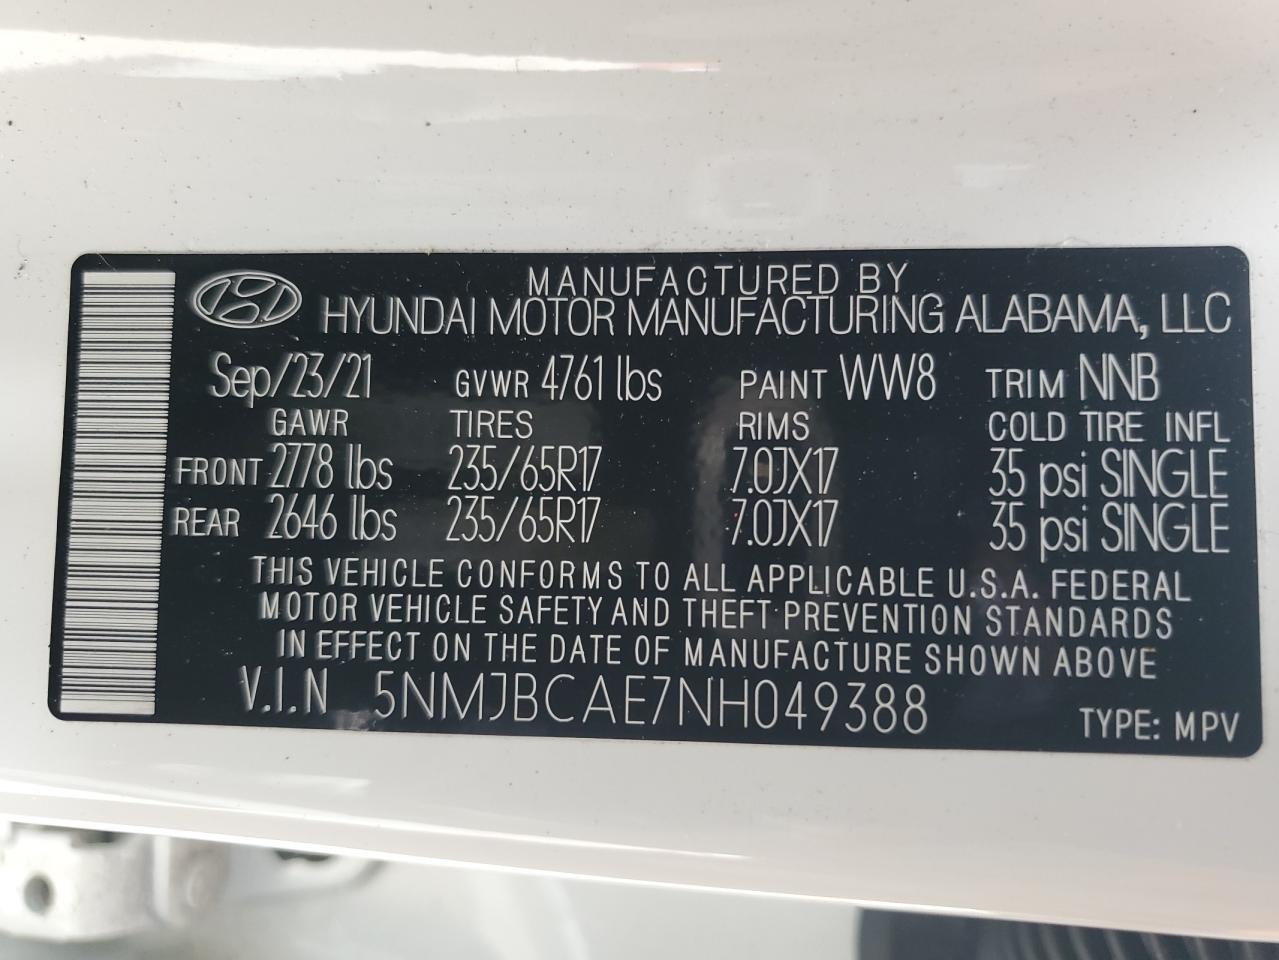 MANUFACTURED BY
HYUNDAI MOTOR MANUFACTURING ALABAMA, LLC
Sep/23/21 GVWR 4761 lbs PAINT WW8 TRIM NNB
GAWR TIRES RIMS COLD TIRE INFL
FRONT 2778 lbs 235/65R17 7.0JX17 35 psi SINGLE
REAR 2646 lbs 235/65R17 7.0JX17 35 psi SINGLE
THIS VEHICLE CONFORMS TO ALL APPLICABLE U.S.A. FEDERAL
MOTOR VEHICLE SAFETY AND THEFT PREVENTION STANDARDS
IN EFFECT ON THE DATE OF MANUFACTURE SHOWN ABOVE
V.I.N 5NMJBCAE7NH049388 TYPE: MPV